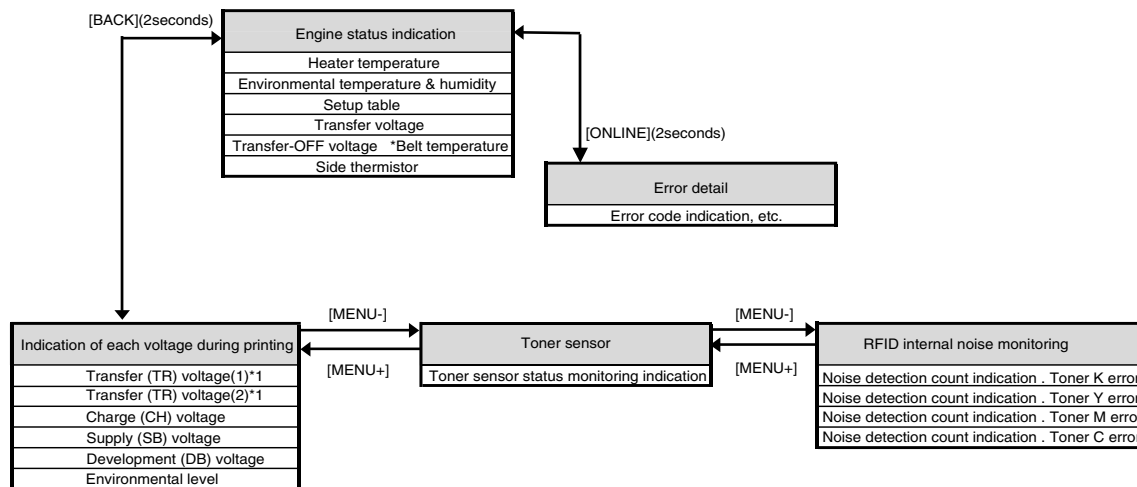 [BACK](2seconds)
Engine status indication
Heater temperature
Environmental temperature & humidity
Setup table
Transfer voltage
Transfer-OFF voltage *Belt temperature
Side thermistor
[ONLINE](2seconds)
Error detail
Error code indication, etc.
Indication of each voltage during printing
Transfer (TR) voltage(1)*1
Transfer (TR) voltage(2)*1
Charge (CH) voltage
Supply (SB) voltage
Development (DB) voltage
Environmental level
[MENU-]
[MENU+]
Toner sensor
Toner sensor status monitoring indication
[MENU-]
[MENU+]
RFID internal noise monitoring
Noise detection count indication . Toner K error
Noise detection count indication . Toner Y error
Noise detection count indication . Toner M error
Noise detection count indication . Toner C error